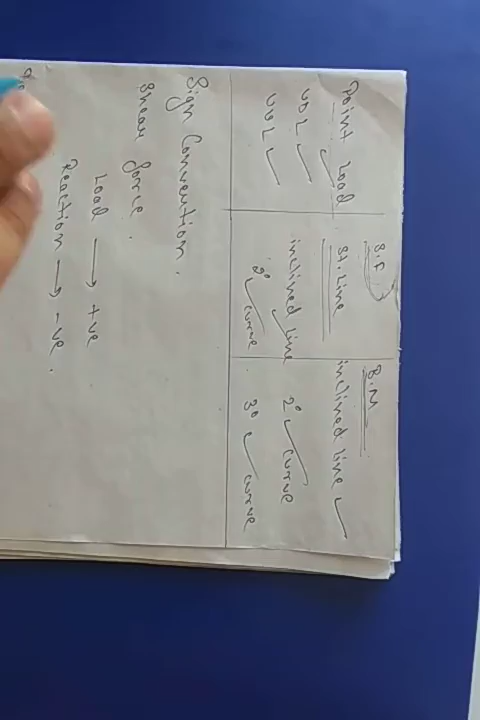 S.F B.M
Point Load St. Line inclined line
UDL inclined line 2° curve
UVL 2° curve 3° curve
Sign Convention.
Shear force.
Load → +ve
Reaction → -ve.